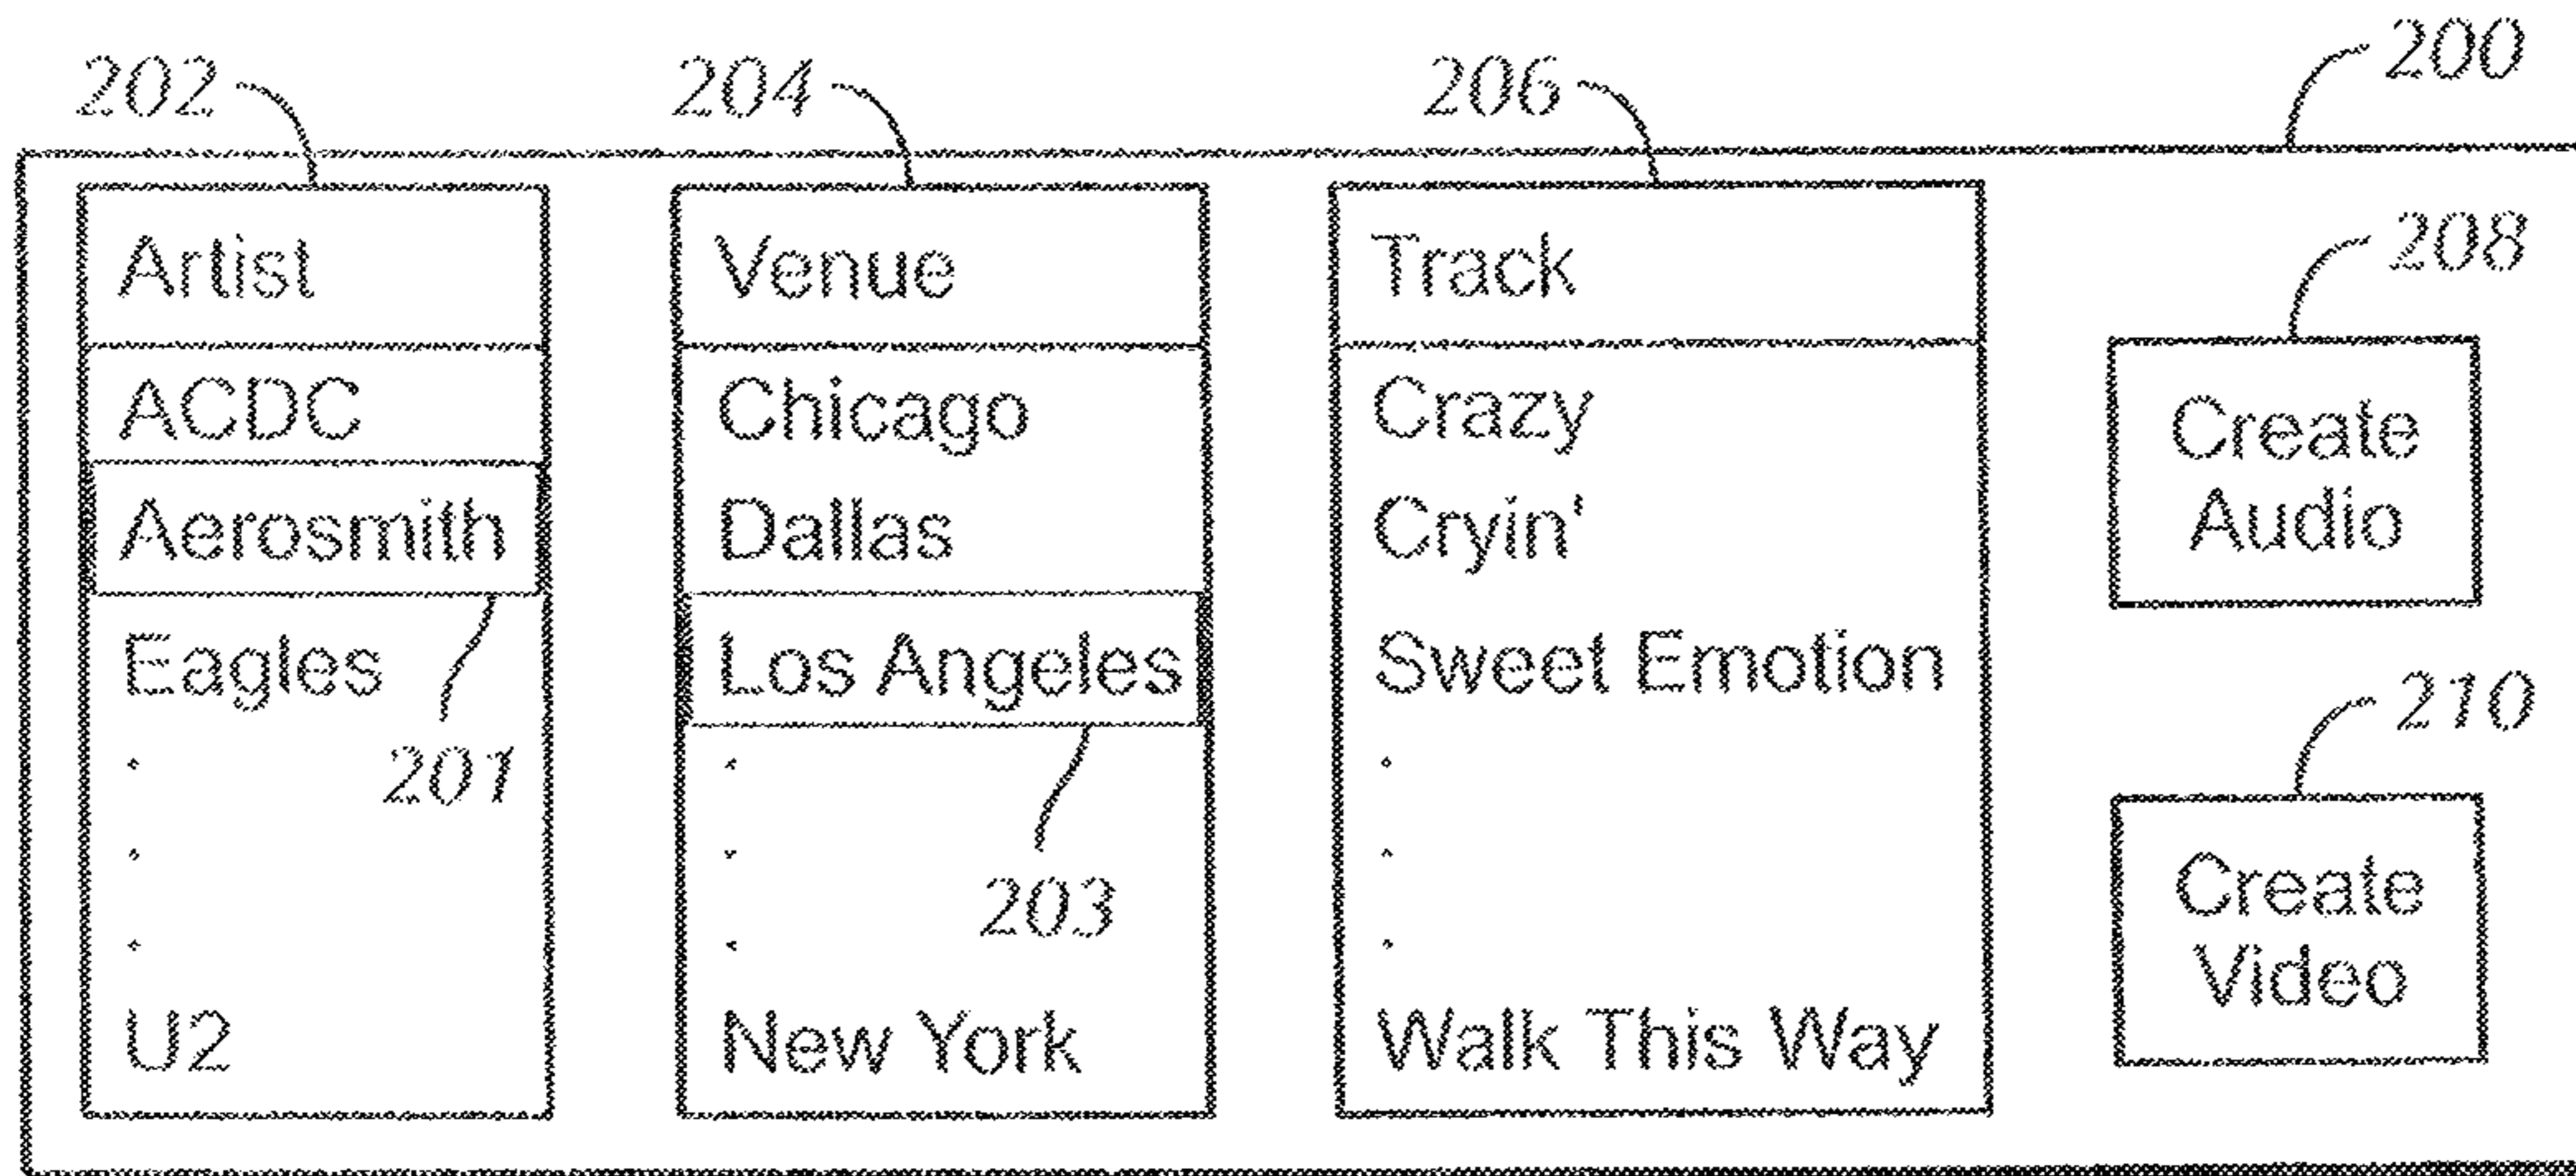 200
202
204
206
Artist
ACDC
Aerosmith
Eagles
201
.
.
.
U2
Venue
Chicago
Dallas
Los Angeles
.
.
203
.
New York
Track
Crazy
Cryin'
Sweet Emotion
.
.
.
Walk This Way
208
Create
Audio
210
Create
Video